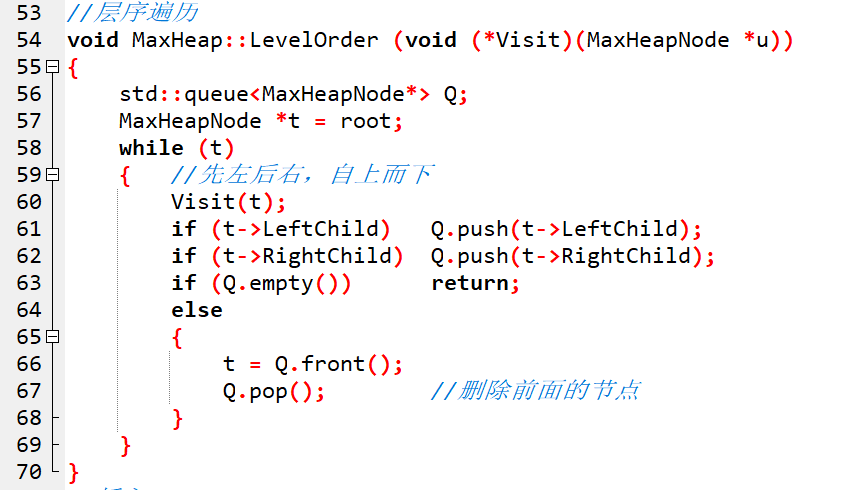 53 //层序遍历
54 void MaxHeap::LevelOrder (void (*Visit)(MaxHeapNode *u))
55 {
56 std::queue<MaxHeapNode*> Q;
57 MaxHeapNode *t = root;
58 while (t)
59 { //先左后右，自上而下
60 Visit(t);
61 if (t->LeftChild) Q.push(t->LeftChild);
62 if (t->RightChild) Q.push(t->RightChild);
63 if (Q.empty()) return;
64 else
65 {
66 t = Q.front();
67 Q.pop(); //删除前面的节点
68 }
69 }
70 }